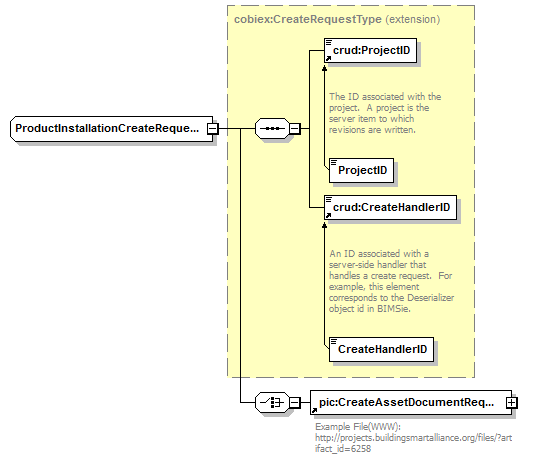 cobiex:CreateRequestType (extension)
crud:ProjectID
The ID associated with the
project. A project is the
server item to which
revisions are written.
ProductInstallationCreateReque...
ProjectID
crud:CreateHandlerID
An ID associated with a
server-side handler that
handles a create request. For
example, this element
corresponds to the Deserializer
object id in BIMSie.
CreateHandlerID
pic:CreateAssetDocumentReq...
Example File(WWW):
http://projects.buildingsmartalliance.org/files/?art
ifact_id=6258